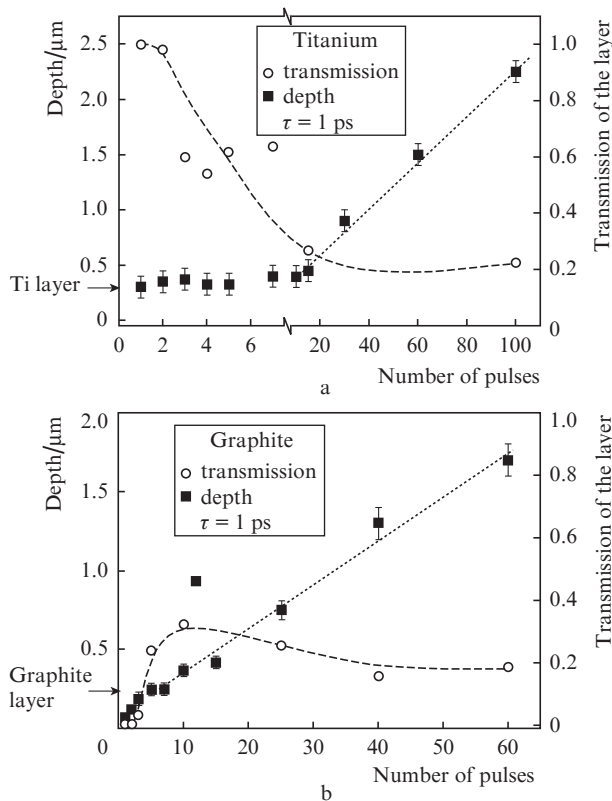 Depth/μm
2.5
2.0
1.5
1.0
0.5
0
Ti layer
Titanium
transmission
depth
τ = 1 ps
1.0
0.8
0.6
0.4
0.2
0
Transmission of the layer
0 2 4 6 20 40 60 80 100
Number of pulses
a
Depth/μm
2.0
1.5
1.0
0.5
0
Graphite
layer
Graphite
transmission
depth
τ = 1 ps
1.0
0.8
0.6
0.4
0.2
0
Transmission of the layer
10 20 30 40 50 60
Number of pulses
b